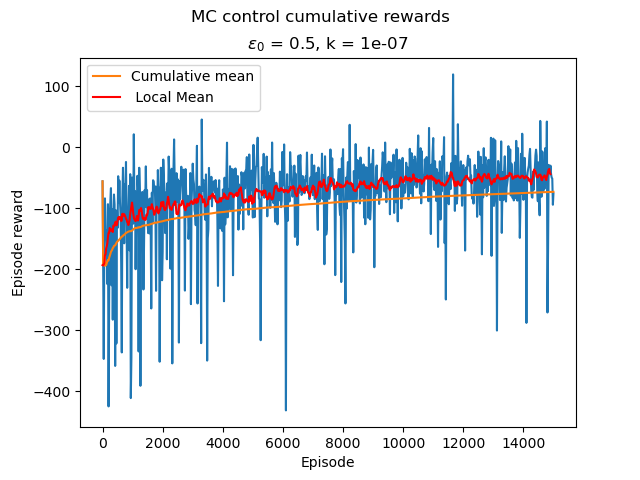 MC control cumulative rewards
ε₀ = 0.5, k = 1e-07
Cumulative mean
Local Mean
Episode reward
100
0
−100
−200
−300
−400
0 2000 4000 6000 8000 10000 12000 14000
Episode